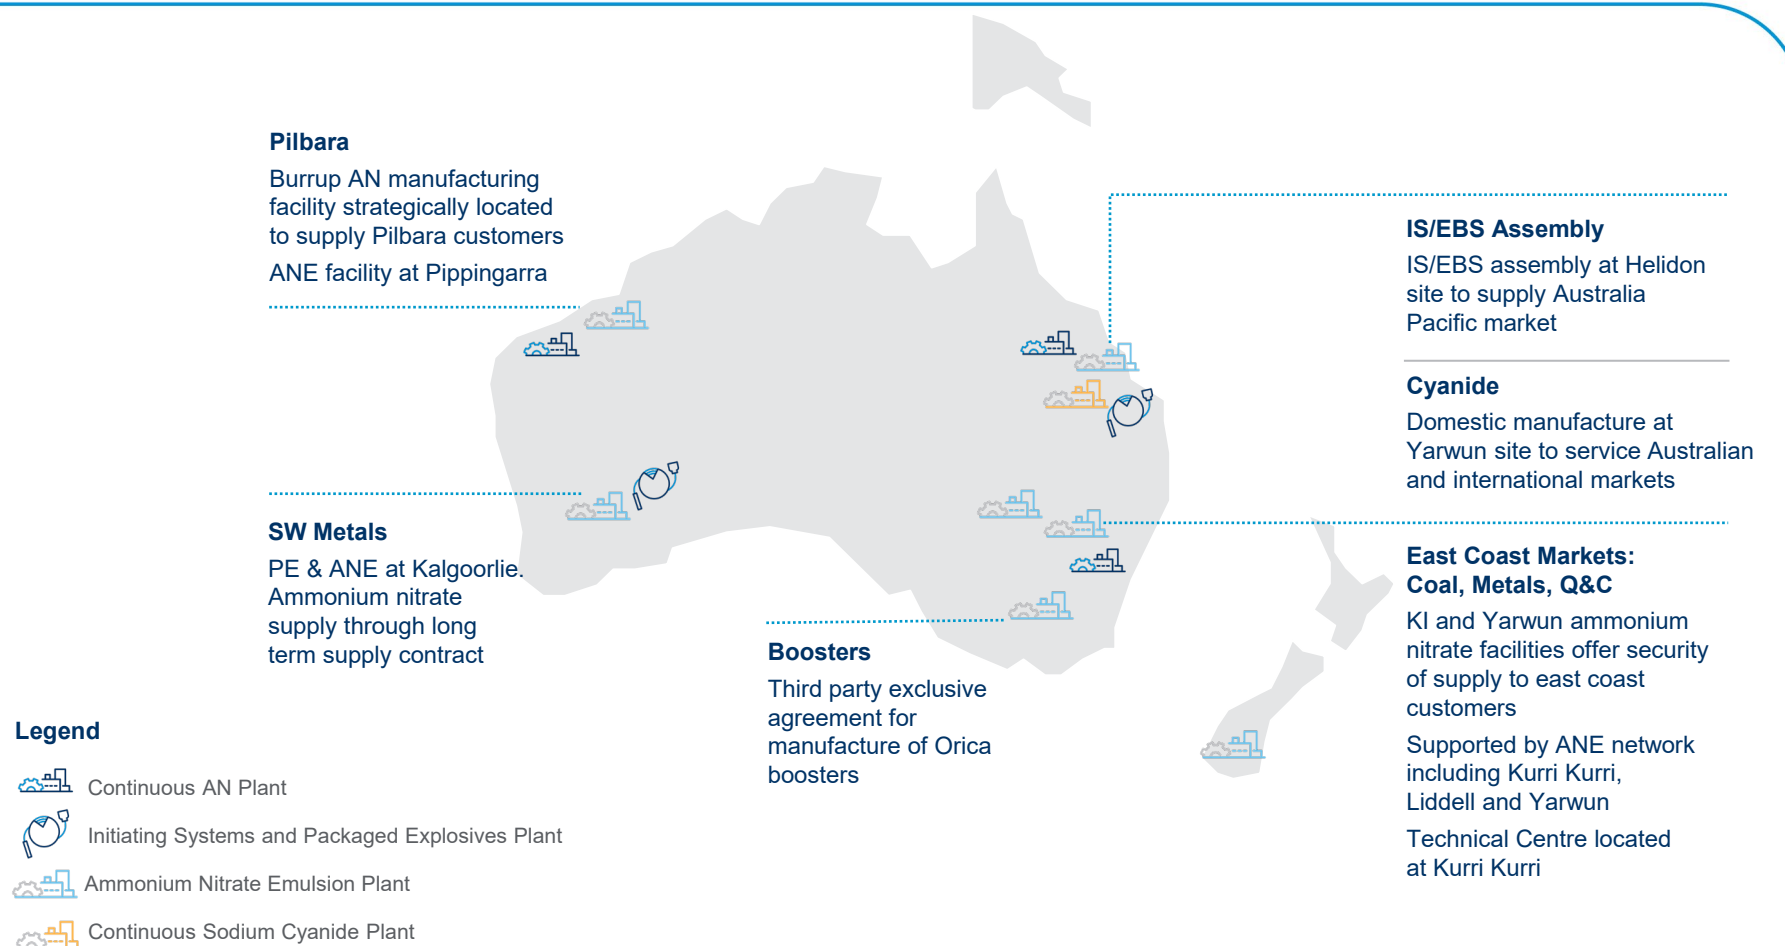 Pilbara
Burrup AN manufacturing
facility strategically located
to supply Pilbara customers
ANE facility at Pippingarra
SW Metals
PE & ANE at Kalgoorlie.
Ammonium nitrate
supply through long
term supply contract
Boosters
Third party exclusive
agreement for
manufacture of Orica
boosters
IS/EBS Assembly
IS/EBS assembly at Helidon
site to supply Australia
Pacific market
Cyanide
Domestic manufacture at
Yarwun site to service Australian
and international markets
East Coast Markets:
Coal, Metals, Q&C
KI and Yarwun ammonium
nitrate facilities offer security
of supply to east coast
customers
Supported by ANE network
including Kurri Kurri,
Liddell and Yarwun
Technical Centre located
at Kurri Kurri
Legend
Continuous AN Plant
Initiating Systems and Packaged Explosives Plant
Ammonium Nitrate Emulsion Plant
Continuous Sodium Cyanide Plant